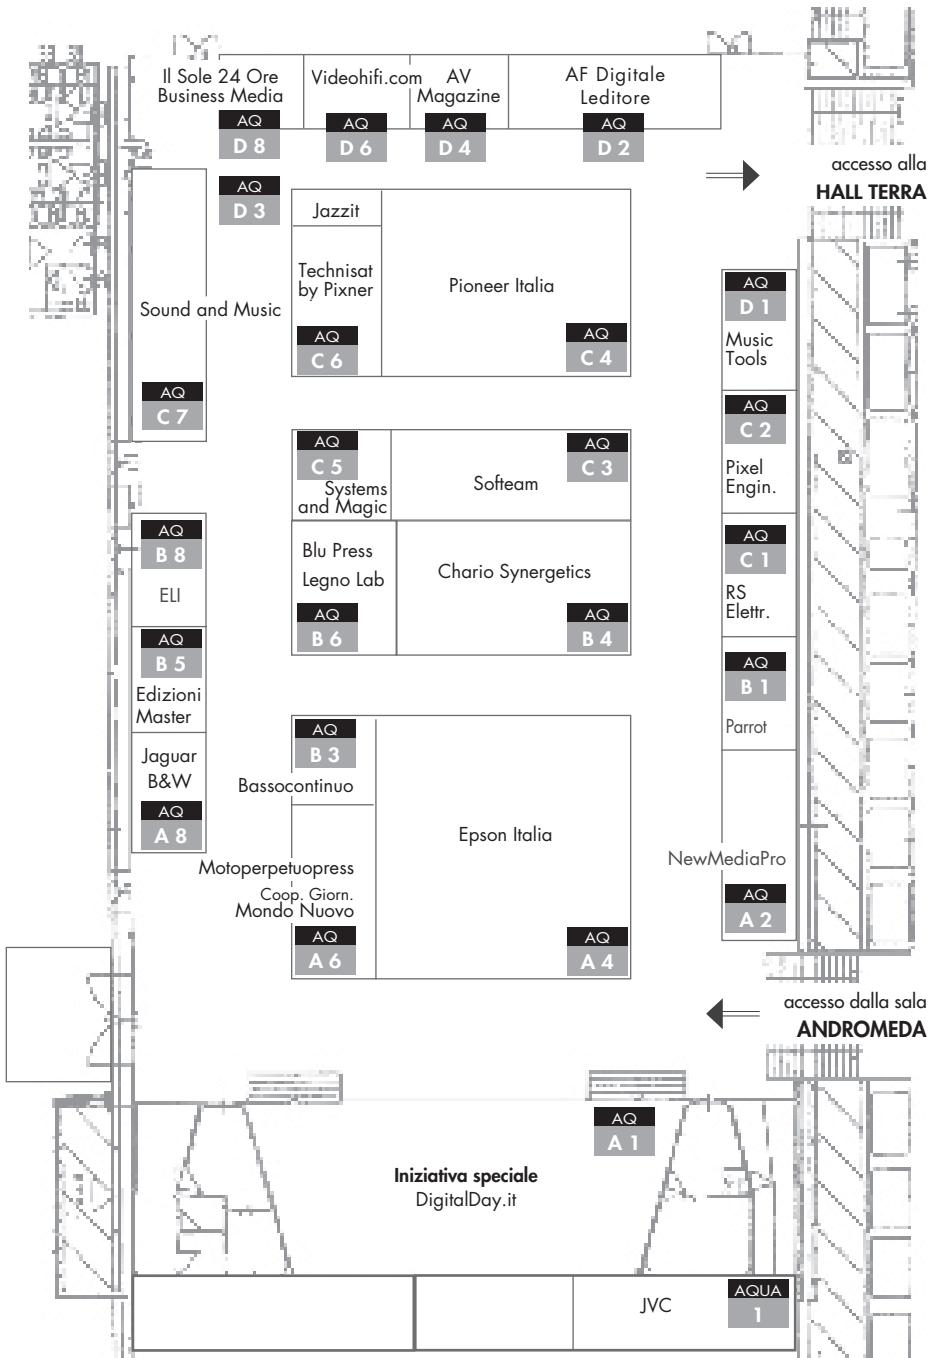 Il Sole 24 Ore
Business Media
AQ
D 8
Videohifi.com
AQ
D 6
AV
Magazine
AQ
D 4
AF Digitale
Leditore
AQ
D 2
accesso alla
HALL TERRA
AQ
D 3
Jazzit
Technisat
by Pixner
AQ
C 6
Pioneer Italia
AQ
C 4
Sound and Music
AQ
C 7
AQ
D 1
Music
Tools
AQ
C 2
Pixel
Engin.
AQ
C 5
Systems
and Magic
Softeam
AQ
C 3
AQ
B 8
ELI
Blu Press
Legno Lab
AQ
B 6
Chario Synergetics
AQ
B 4
AQ
C 1
RS
Elettr.
AQ
B 5
Edizioni
Master
AQ
B 1
Parrot
Jaguar
B&W
AQ
A 8
AQ
B 3
Bassocontinuo
Epson Italia
AQ
A 4
Motoperpetuopress
Coop. Giorn.
Mondo Nuovo
AQ
A 6
NewMediaPro
AQ
A 2
accesso dalla sala
ANDROMEDA
AQ
A 1
Iniziativa speciale
DigitalDay.it
JVC
AQUA
1